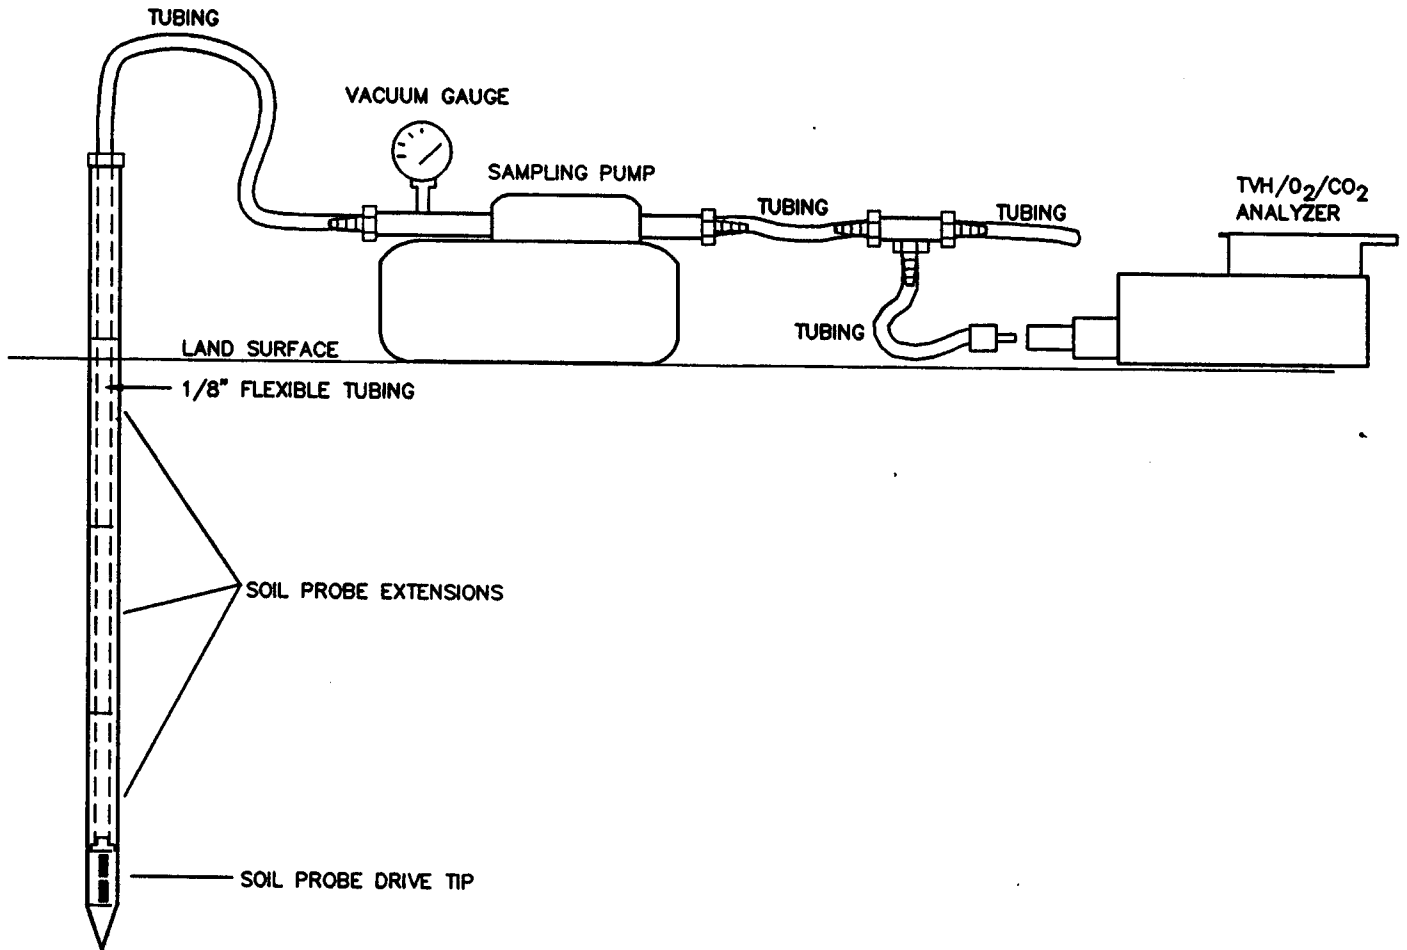 TUBING
VACUUM GAUGE
SAMPLING PUMP
TUBING
TUBING
TVH/O₂/CO₂
ANALYZER
TUBING
LAND SURFACE
1/8" FLEXIBLE TUBING
SOIL PROBE EXTENSIONS
SOIL PROBE DRIVE TIP